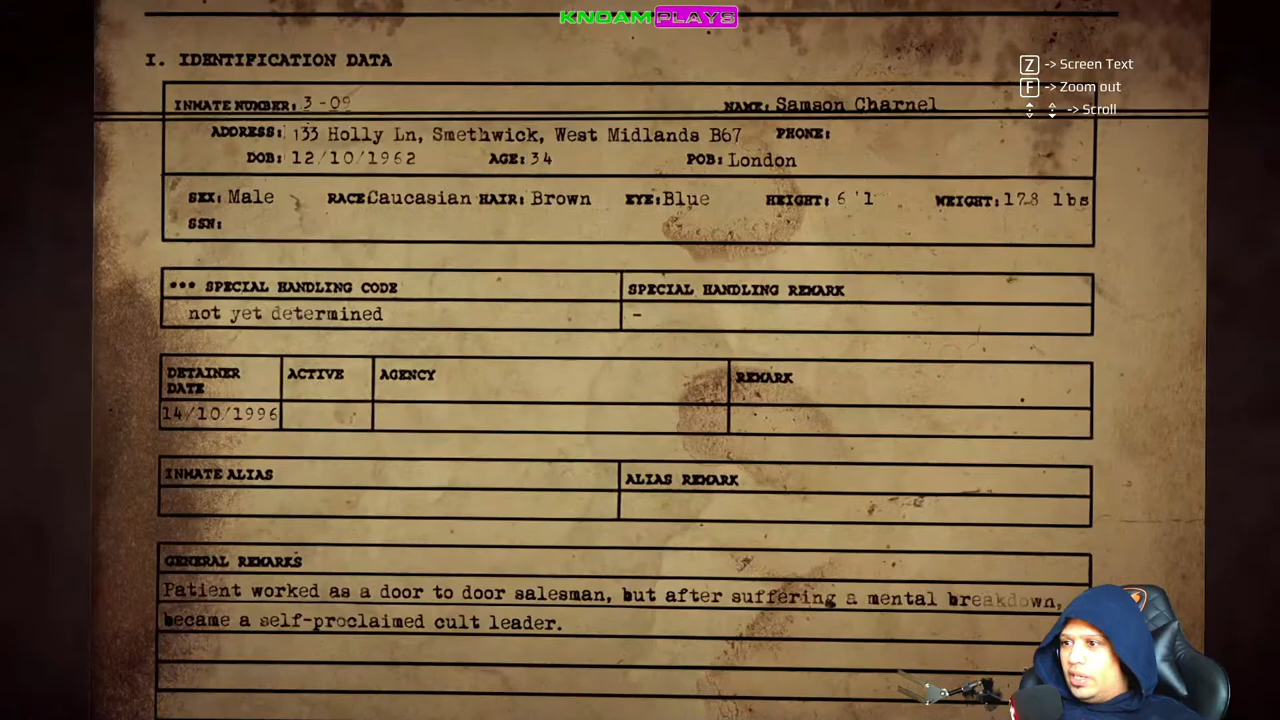 KNOAM PLAYS
I. IDENTIFICATION DATA
Z -> Screen Text
F -> Zoom out
-> Scroll
INMATE NUMBER: 3-09 NAME: Samson Charnel
ADDRESS: 133 Holly Ln, Smethwick, West Midlands B67 PHONE:
DOB: 12/10/1962 AGE: 34 POB: London
SEX: Male RACE Caucasian HAIR: Brown EYE: Blue HEIGHT: 6'1 WEIGHT: 178 lbs
SSN:
*** SPECIAL HANDLING CODE SPECIAL HANDLING REMARK
not yet determined -
DETAINER DATE ACTIVE AGENCY REMARK
14/10/1996
INMATE ALIAS ALIAS REMARK
GENERAL REMARKS
Patient worked as a door to door salesman, but after suffering a mental breakdown,
became a self-proclaimed cult leader.